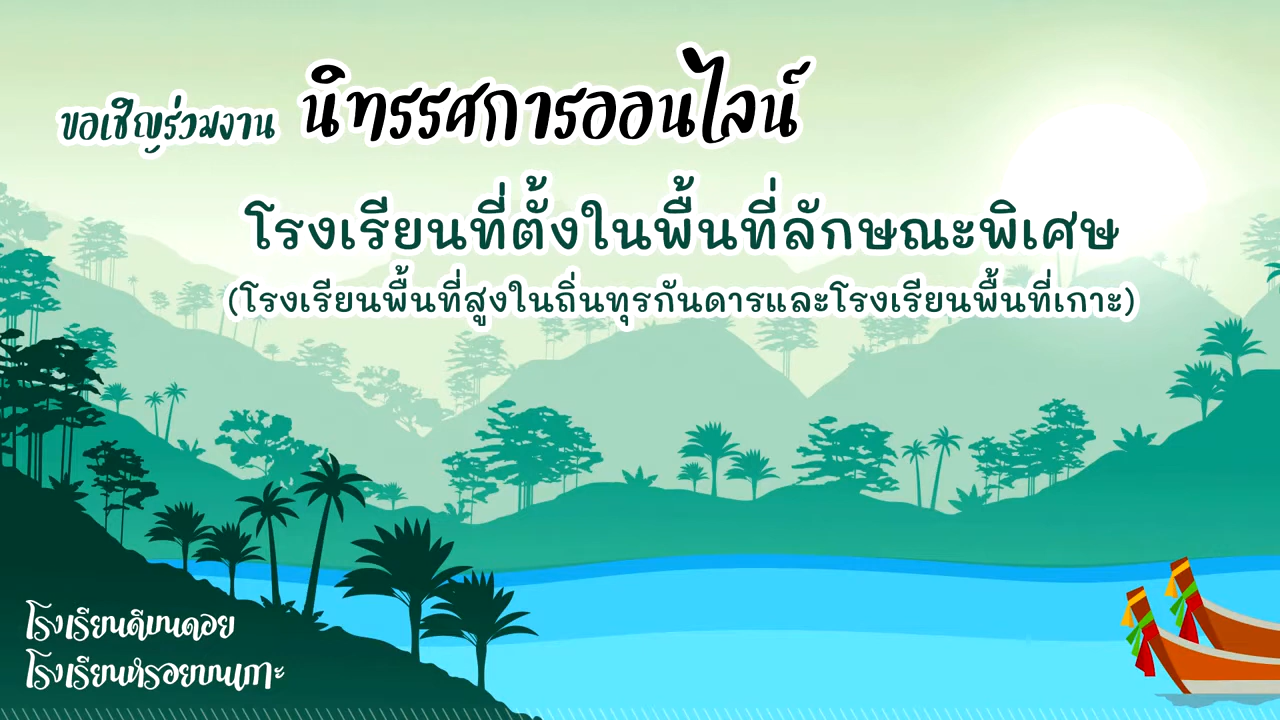 ขอเชิญร่วมงาน นิทรรศการออนไลน์
โรงเรียนที่ตั้งในพื้นที่ลักษณะพิเศษ
(โรงเรียนพื้นที่สูงในถิ่นทุรกันดารและโรงเรียนพื้นที่เกาะ)
โรงเรียนดีบนดอย
โรงเรียนหรอยบนเกาะ